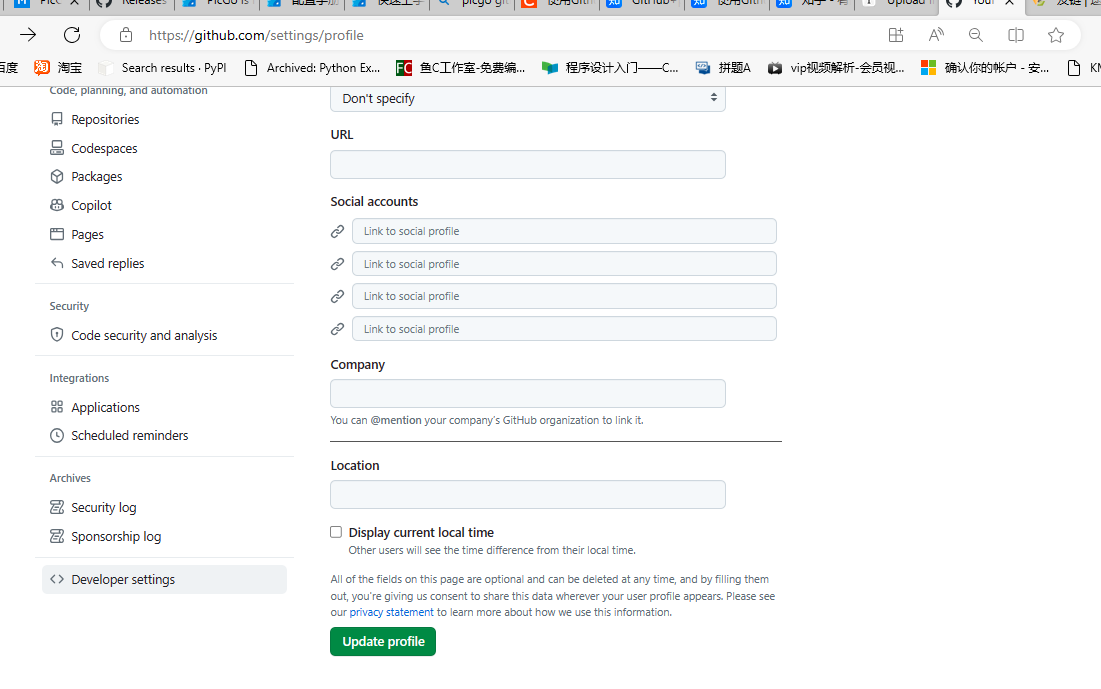 Releases
PicGo is
配置手册
快速上手
picgo git
使用Gith
GitHub+
使用Gith
知乎 - 有
Upload i
Your
友链 |
https://github.com/settings/profile
百度
淘宝
Search results · PyPI
Archived: Python Ex...
鱼C工作室-免费编...
程序设计入门——C...
拼题A
vip视频解析-会员视...
确认你的帐户 - 安...
Code, planning, and automation
Repositories
Codespaces
Packages
Copilot
Pages
Saved replies
Security
Code security and analysis
Integrations
Applications
Scheduled reminders
Archives
Security log
Sponsorship log
Developer settings
Don't specify
URL
Social accounts
Link to social profile
Link to social profile
Link to social profile
Link to social profile
Company
You can @mention your company's GitHub organization to link it.
Location
Display current local time
Other users will see the time difference from their local time.
All of the fields on this page are optional and can be deleted at any time, and by filling them
out, you're giving us consent to share this data wherever your user profile appears. Please see
our privacy statement to learn more about how we use this information.
Update profile